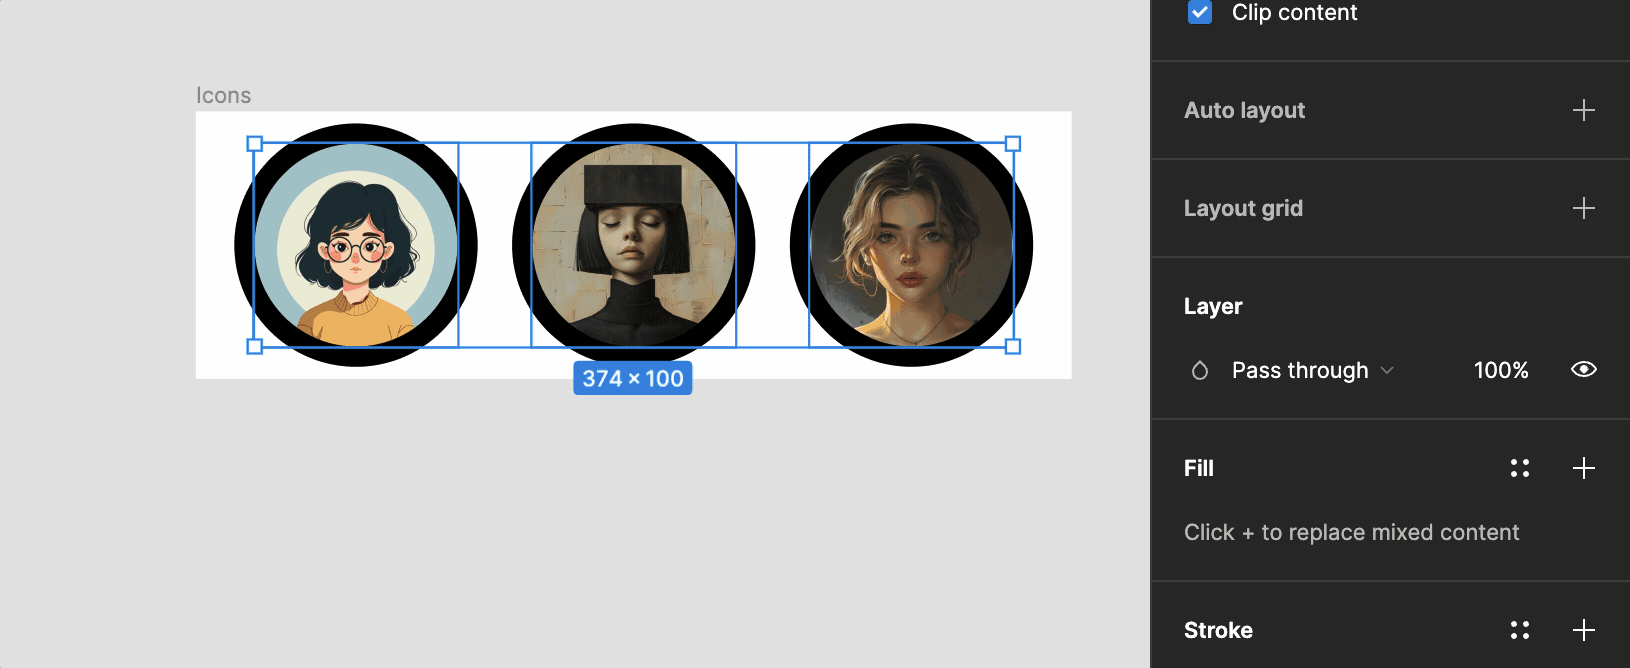 Clip content
Icons
Auto layout
Layout grid
Layer
Pass through 100%
374 × 100
Fill
Click + to replace mixed content
Stroke